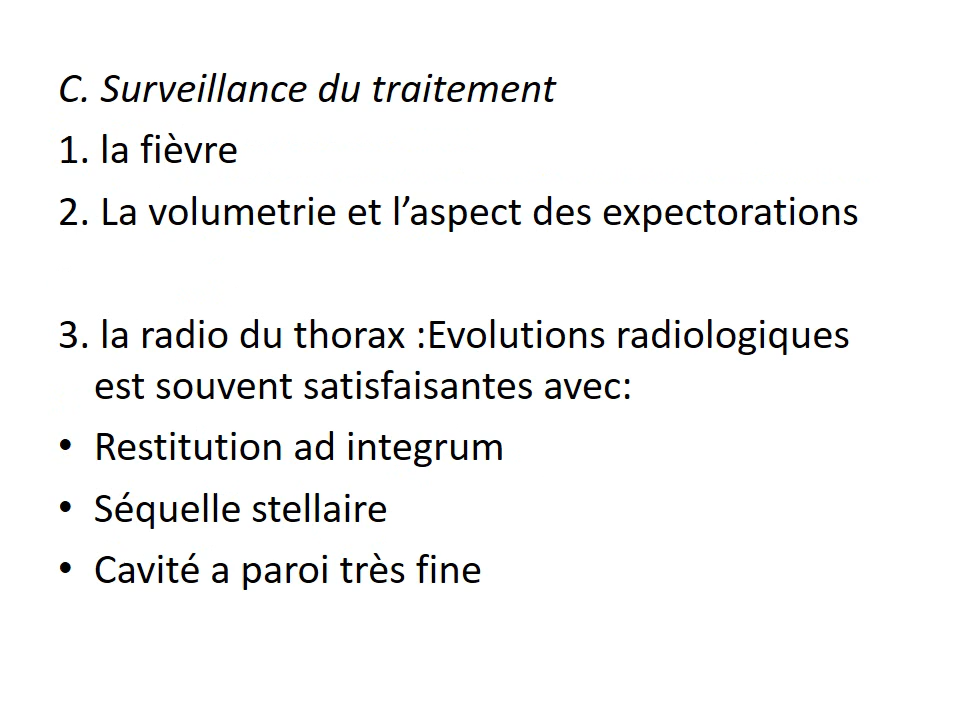 C. Surveillance du traitement
1. la fièvre
2. La volumetrie et l’aspect des expectorations
3. la radio du thorax :Evolutions radiologiques
est souvent satisfaisantes avec:
• Restitution ad integrum
• Séquelle stellaire
• Cavité a paroi très fine